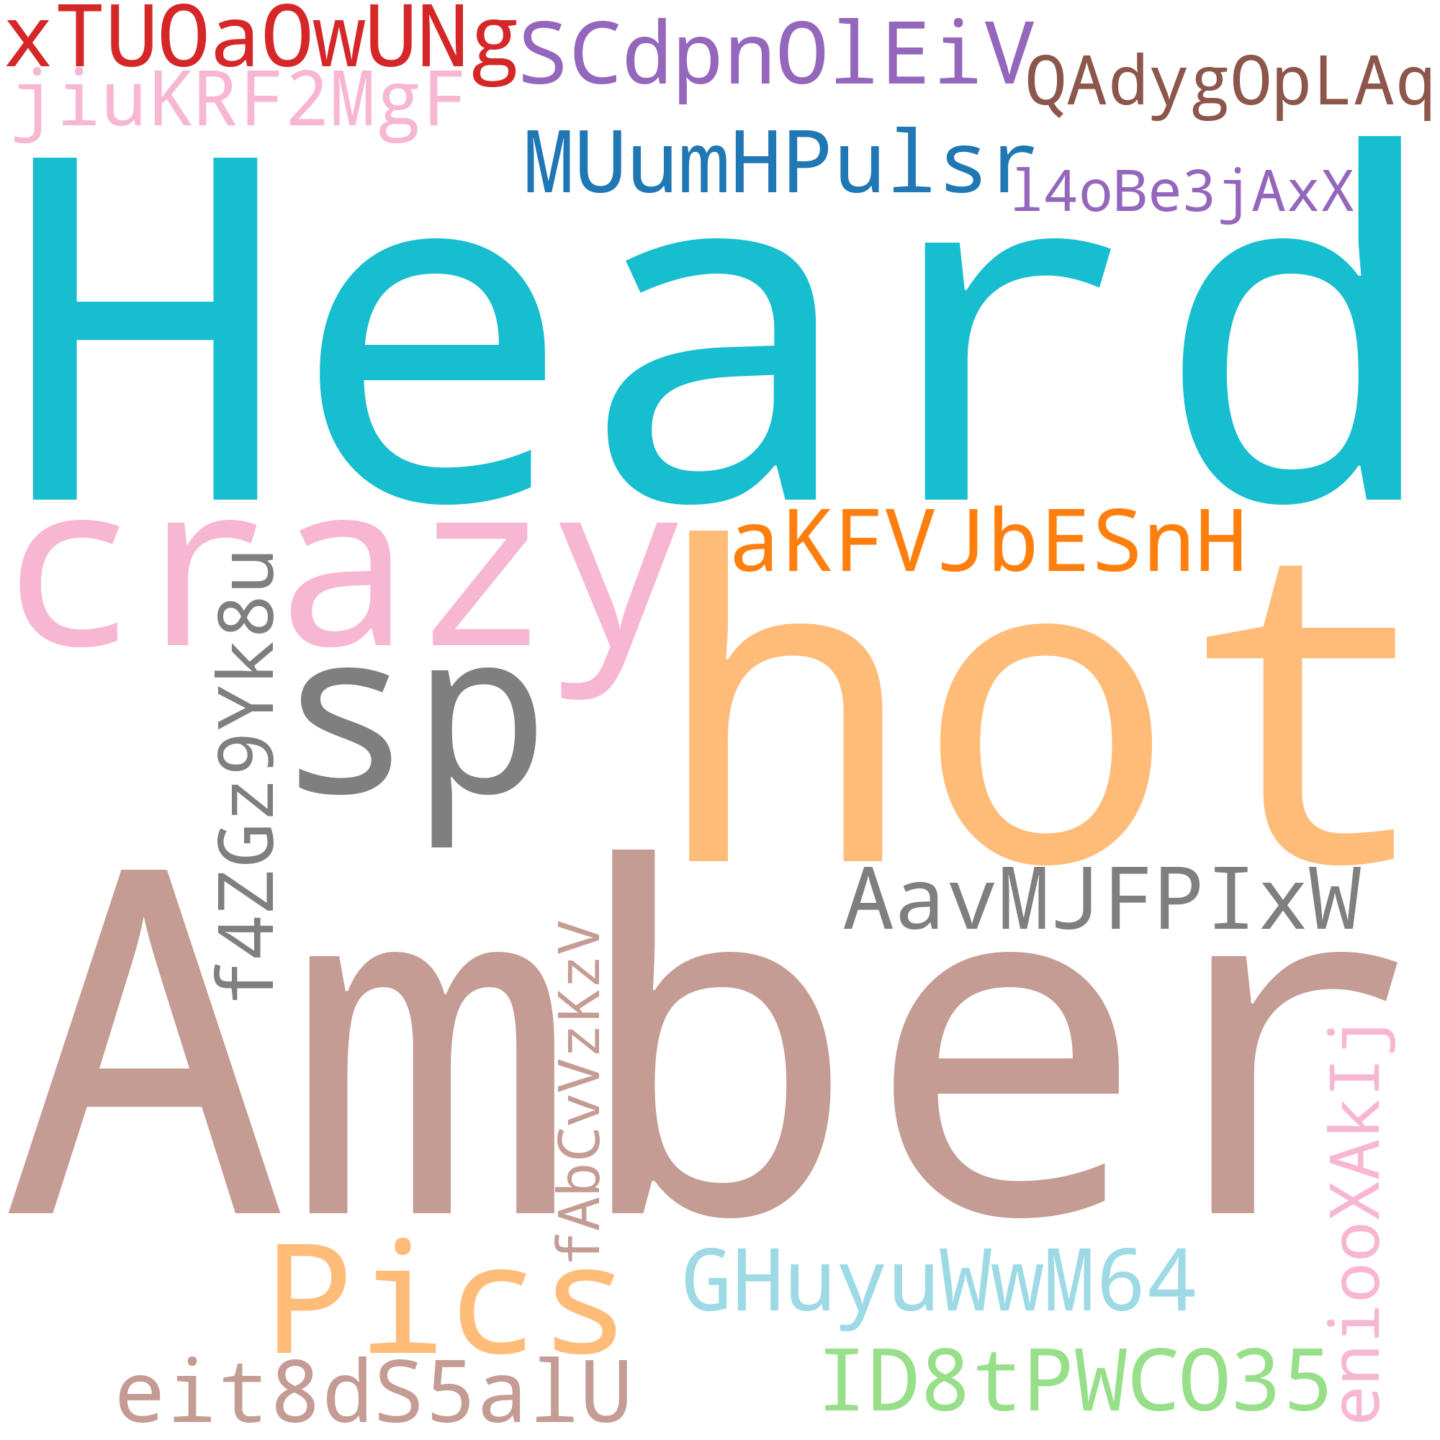 xTUOaOwUNg
SCdpnOlEiV
QAdygOpLAq
jiuKRF2MgF
MUumHPulsr
l4oBe3jAxX
Heard
crazy
aKFVJbESnH
hot
f4ZGz9Yk8u
sp
Amber
AavMJFPIxW
fAbCvVzKzV
eniooXAkIj
Pics
GHuyuWwM64
eit8dS5alU
ID8tPWCO35